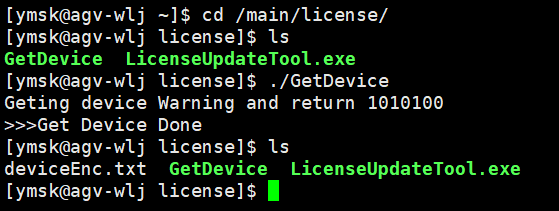 [ymsk@agv-wlj ~]$ cd /main/license/
[ymsk@agv-wlj license]$ ls
GetDevice  LicenseUpdateTool.exe
[ymsk@agv-wlj license]$ ./GetDevice
Geting device Warning and return 1010100
>>>Get Device Done
[ymsk@agv-wlj license]$ ls
deviceEnc.txt  GetDevice  LicenseUpdateTool.exe
[ymsk@agv-wlj license]$